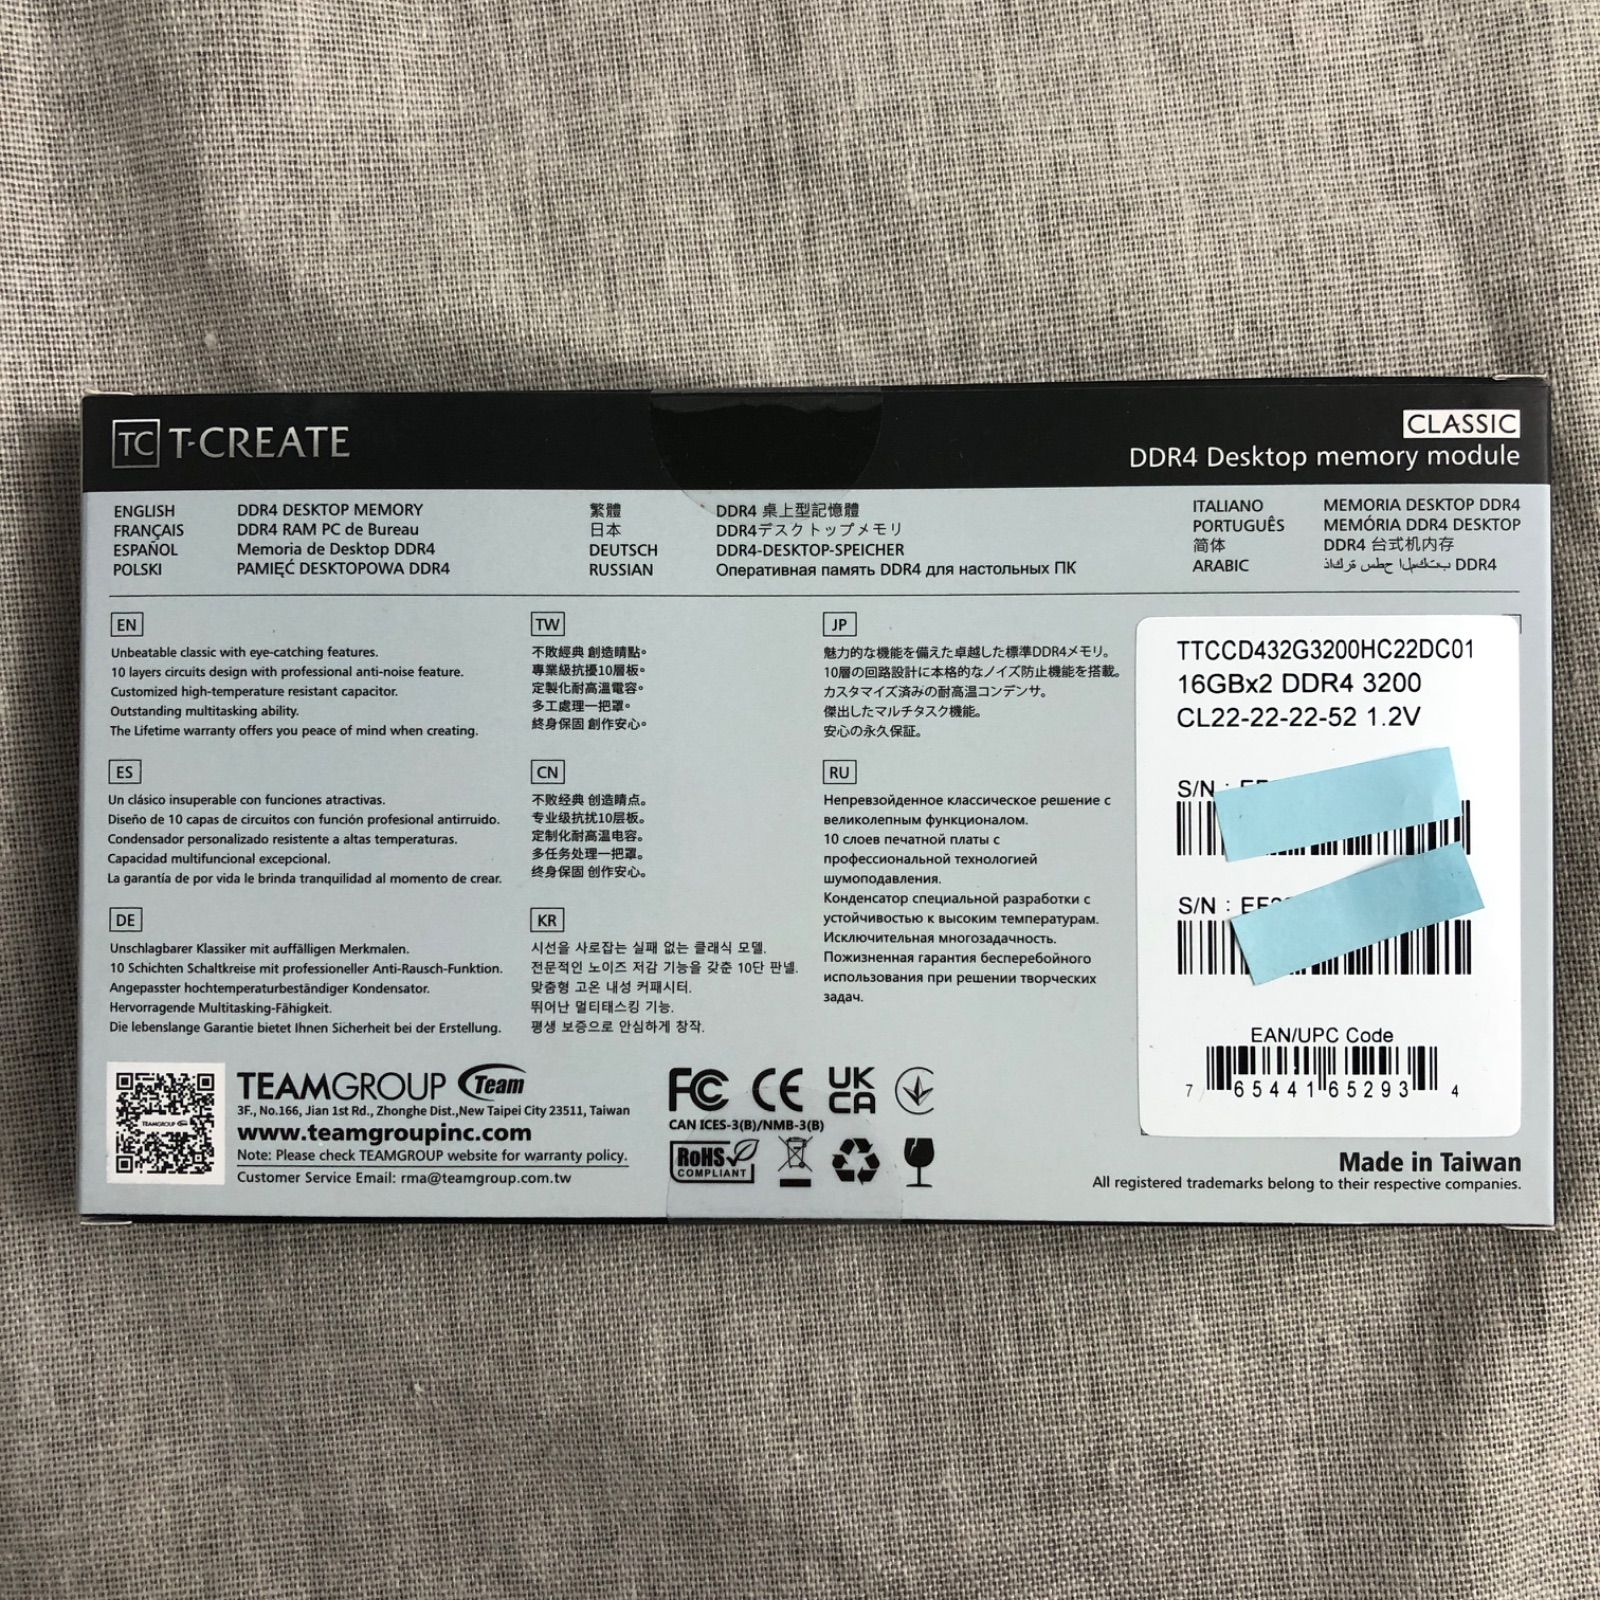 TC T-CREATE
CLASSIC
DDR4 Desktop memory module
ENGLISH DDR4 DESKTOP MEMORY
FRANÇAIS DDR4 RAM PC de Bureau
ESPAÑOL Memoria de Desktop DDR4
POLSKI PAMIĘĆ DESKTOPOWA DDR4
繁體 DDR4 桌上型記憶體
日本 DDR4デスクトップメモリ
DEUTSCH DDR4-DESKTOP-SPEICHER
RUSSIAN Оперативная память DDR4 для настольных ПК
ITALIANO MEMORIA DESKTOP DDR4
PORTUGUÊS MEMÓRIA DDR4 DESKTOP
简体 DDR4 台式机内存
ARABIC ذاكرة سطح المكتب DDR4
EN
Unbeatable classic with eye-catching features.
10 layers circuits design with professional anti-noise feature.
Customized high-temperature resistant capacitor.
Outstanding multitasking ability.
The Lifetime warranty offers you peace of mind when creating.
ES
Un clásico insuperable con funciones atractivas.
Diseño de 10 capas de circuitos con función profesional antirruido.
Condensador personalizado resistente a altas temperaturas.
Capacidad multifuncional excepcional.
La garantía de por vida le brinda tranquilidad al momento de crear.
DE
Unschlagbarer Klassiker mit auffälligen Merkmalen.
10 Schichten Schaltkreise mit professioneller Anti-Rausch-Funktion.
Angepasster hochtemperaturbeständiger Kondensator.
Hervorragende Multitasking-Fähigkeit.
Die lebenslange Garantie bietet Ihnen Sicherheit bei der Erstellung.
TW
不敗經典 創造睛點。
專業級抗擾10層板。
定製化耐高溫電容。
多工處理一把罩。
終身保固 創作安心。
CN
不败经典 创造睛点。
专业级抗扰10层板。
定制化耐高温电容。
多任务处理一把罩。
终身保固 创作安心。
KR
시선을 사로잡는 실패 없는 클래식 모델.
전문적인 노이즈 저감 기능을 갖춘 10단 판넬.
맞춤형 고온 내성 커패시터.
뛰어난 멀티태스킹 기능.
평생 보증으로 안심하게 창작.
JP
魅力的な機能を備えた卓越した標準DDR4メモリ。
10層の回路設計に本格的なノイズ防止機能を搭載。
カスタマイズ済みの耐高温コンデンサ。
傑出したマルチタスク機能。
安心の永久保証。
RU
Непревзойденное классическое решение с
великолепным функционалом.
10 слоев печатной платы с
профессиональной технологией
шумоподавления.
Конденсатор специальной разработки с
устойчивостью к высоким температурам.
Исключительная многозадачность.
Пожизненная гарантия бесперебойного
использования при решении творческих
задач.
TTCCD432G3200HC22DC01
16GBx2 DDR4 3200
CL22-22-22-52 1.2V
S/N :
S/N :
EAN/UPC Code
7 65441 65293 4
TEAMGROUP
TEAMGROUP Team
3F., No.166, Jian 1st Rd., Zhonghe Dist.,New Taipei City 23511, Taiwan
www.teamgroupinc.com
Note: Please check TEAMGROUP website for warranty policy.
Customer Service Email: rma@teamgroup.com.tw
FC CE UK CA
CAN ICES-3(B)/NMB-3(B)
RoHS
COMPLIANT
Made in Taiwan
All registered trademarks belong to their respective companies.